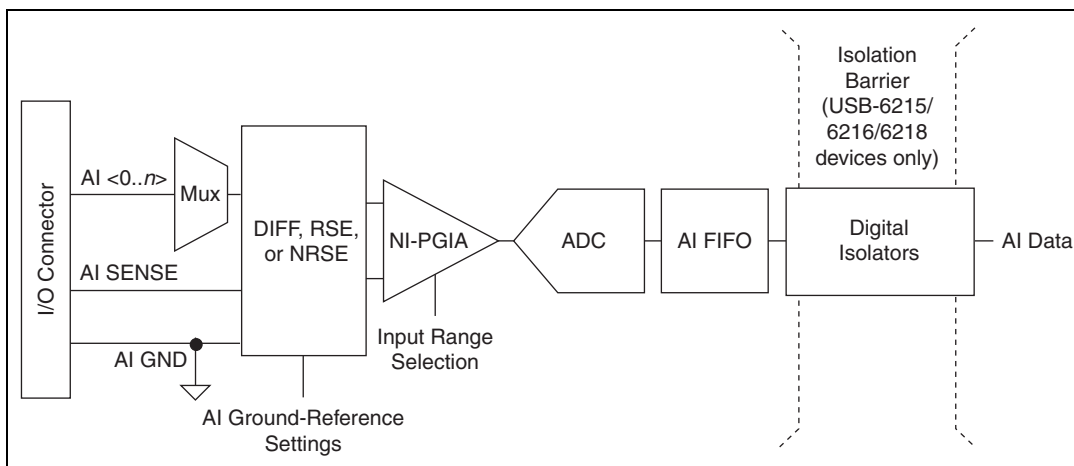 Isolation
Barrier
(USB-6215/
6216/6218
devices only)
I/O Connector
AI <0..n>
Mux
DIFF, RSE,
or NRSE
NI-PGIA
ADC
AI FIFO
Digital
Isolators
AI Data
AI SENSE
AI GND
Input Range
Selection
AI Ground-Reference
Settings